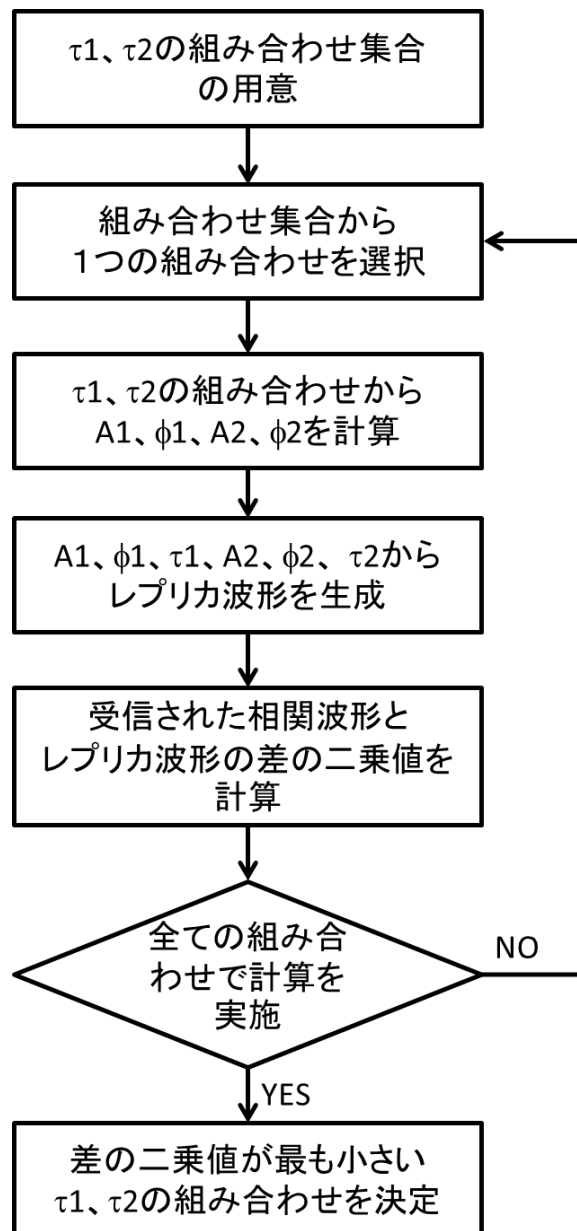 τ1、τ2の組み合わせ集合
の用意
組み合わせ集合から
１つの組み合わせを選択
τ1、τ2の組み合わせから
A1、ϕ1、A2、ϕ2を計算
A1、ϕ1、τ1、A2、ϕ2、τ2から
レプリカ波形を生成
受信された相関波形と
レプリカ波形の差の二乗値を
計算
全ての組み合
わせで計算を
実施
NO
YES
差の二乗値が最も小さい
τ1、τ2の組み合わせを決定